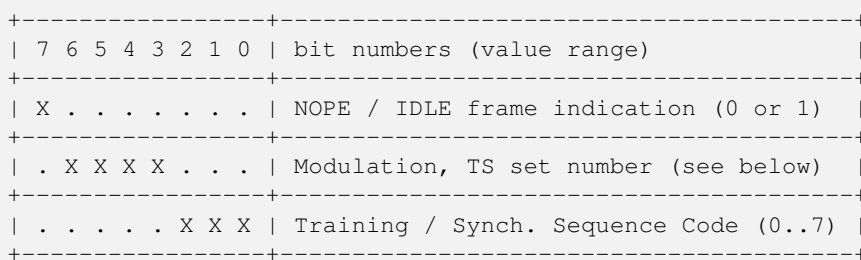 +-----------------+----------------------------------------+
| 7 6 5 4 3 2 1 0 | bit numbers (value range)              |
+-----------------+----------------------------------------+
| X . . . . . . . | NOPE / IDLE frame indication (0 or 1)  |
+-----------------+----------------------------------------+
| . X X X X . . . | Modulation, TS set number (see below)  |
+-----------------+----------------------------------------+
| . . . . . X X X | Training / Synch. Sequence Code (0..7) |
+-----------------+----------------------------------------+